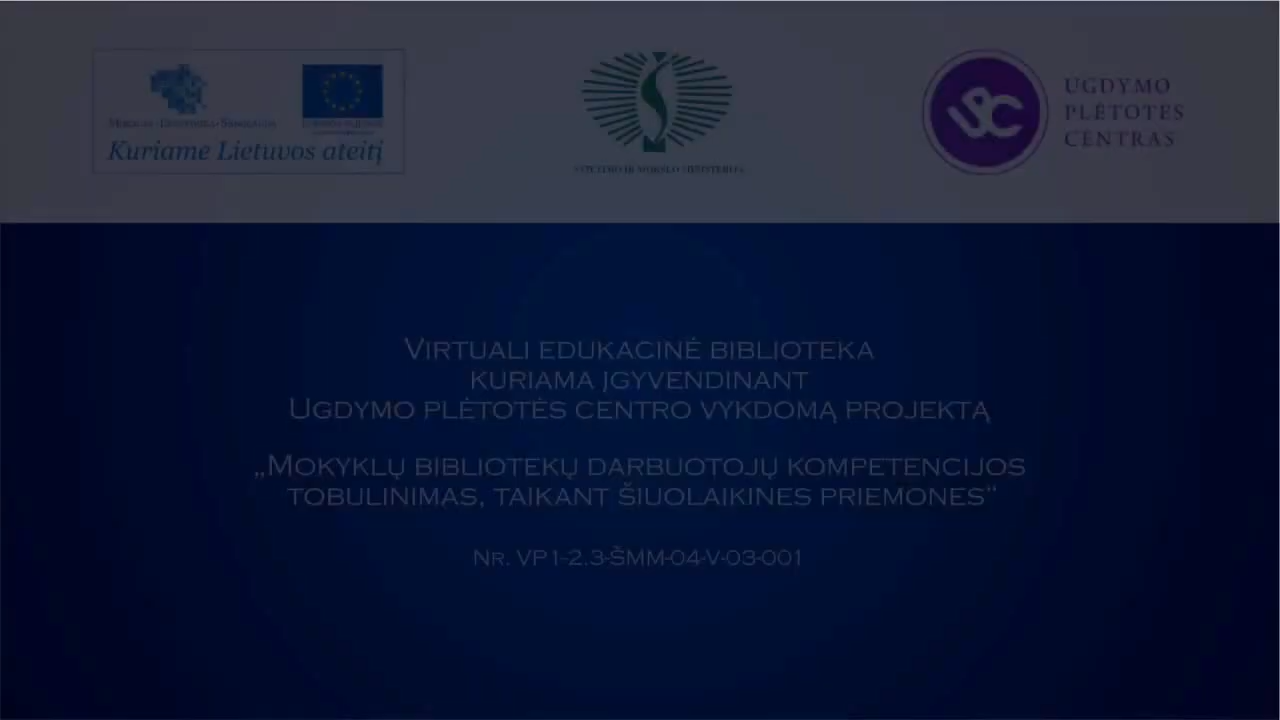 Kuriame Lietuvos ateitį
UGDYMO
PLĖTOTĖS
CENTRAS
VIRTUALI EDUKACINĖ BIBLIOTEKA
KURIAMA ĮGYVENDINANT
UGDYMO PLĖTOTĖS CENTRO VYKDOMĄ PROJEKTĄ
„MOKYKLŲ BIBLIOTEKŲ DARBUOTOJŲ KOMPETENCIJOS
TOBULINIMAS, TAIKANT ŠIUOLAIKINES PRIEMONES“
NR. VP1-2.3-ŠMM-04-V-03-001